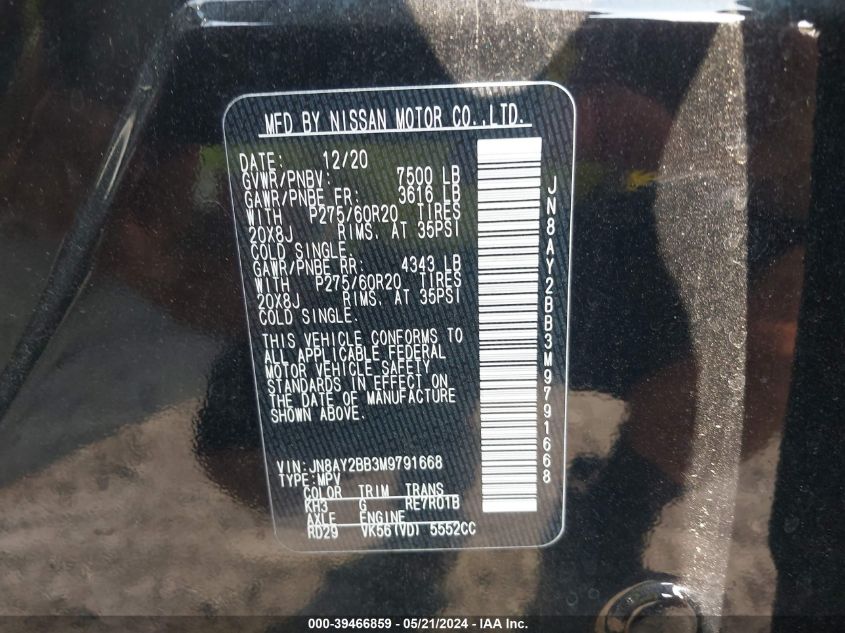 MFD BY NISSAN MOTOR CO.,LTD.
DATE: 12/20
GVWR/PNBV: 7500 LB
GAWR/PNBE FR: 3616 LB
WITH P275/60R20 TIRES
20X8J RIMS. AT 35PSI
COLD SINGLE.
GAWR/PNBE RR: 4343 LB
WITH P275/60R20 TIRES
20X8J RIMS. AT 35PSI
COLD SINGLE.
THIS VEHICLE CONFORMS TO
ALL APPLICABLE FEDERAL
MOTOR VEHICLE SAFETY
STANDARDS IN EFFECT ON
THE DATE OF MANUFACTURE
SHOWN ABOVE.
VIN: JN8AY2BB3M9791668
TYPE: MPV
COLOR TRIM TRANS
KH3 G RE7R01B
AXLE ENGINE
RD29 VK56(VD) 5552CC
JN8AY2BB3M9791668
000-39466859 - 05/21/2024 - IAA Inc.